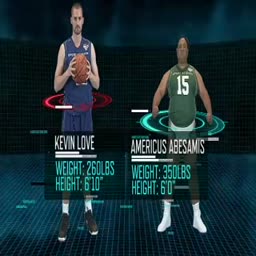 15
KEVIN LOVE
WEIGHT: 260LBS
HEIGHT: 6'10"
AMERICUS ABESAMIS
WEIGHT: 350LBS
HEIGHT: 6'0"